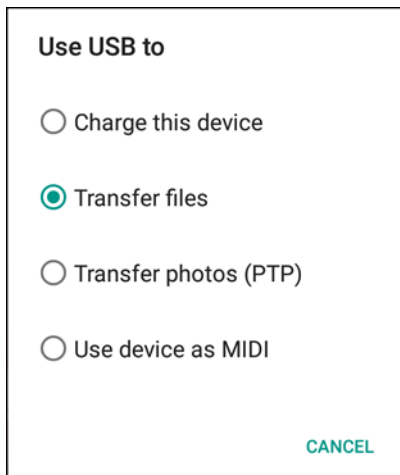 Use USB to
Charge this device
Transfer files
Transfer photos (PTP)
Use device as MIDI
CANCEL